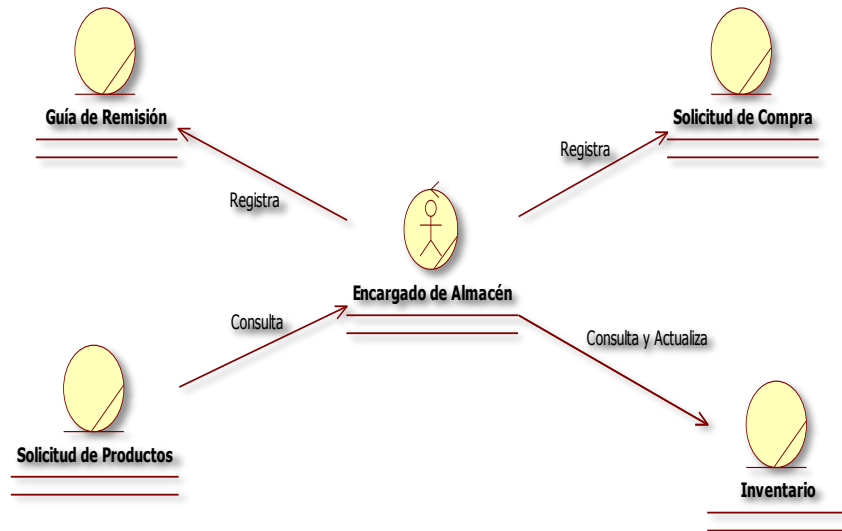 Guía de Remisión
Solicitud de Compra
Registra
Registra
Encargado de Almacén
Consulta
Consulta y Actualiza
Solicitud de Productos
Inventario